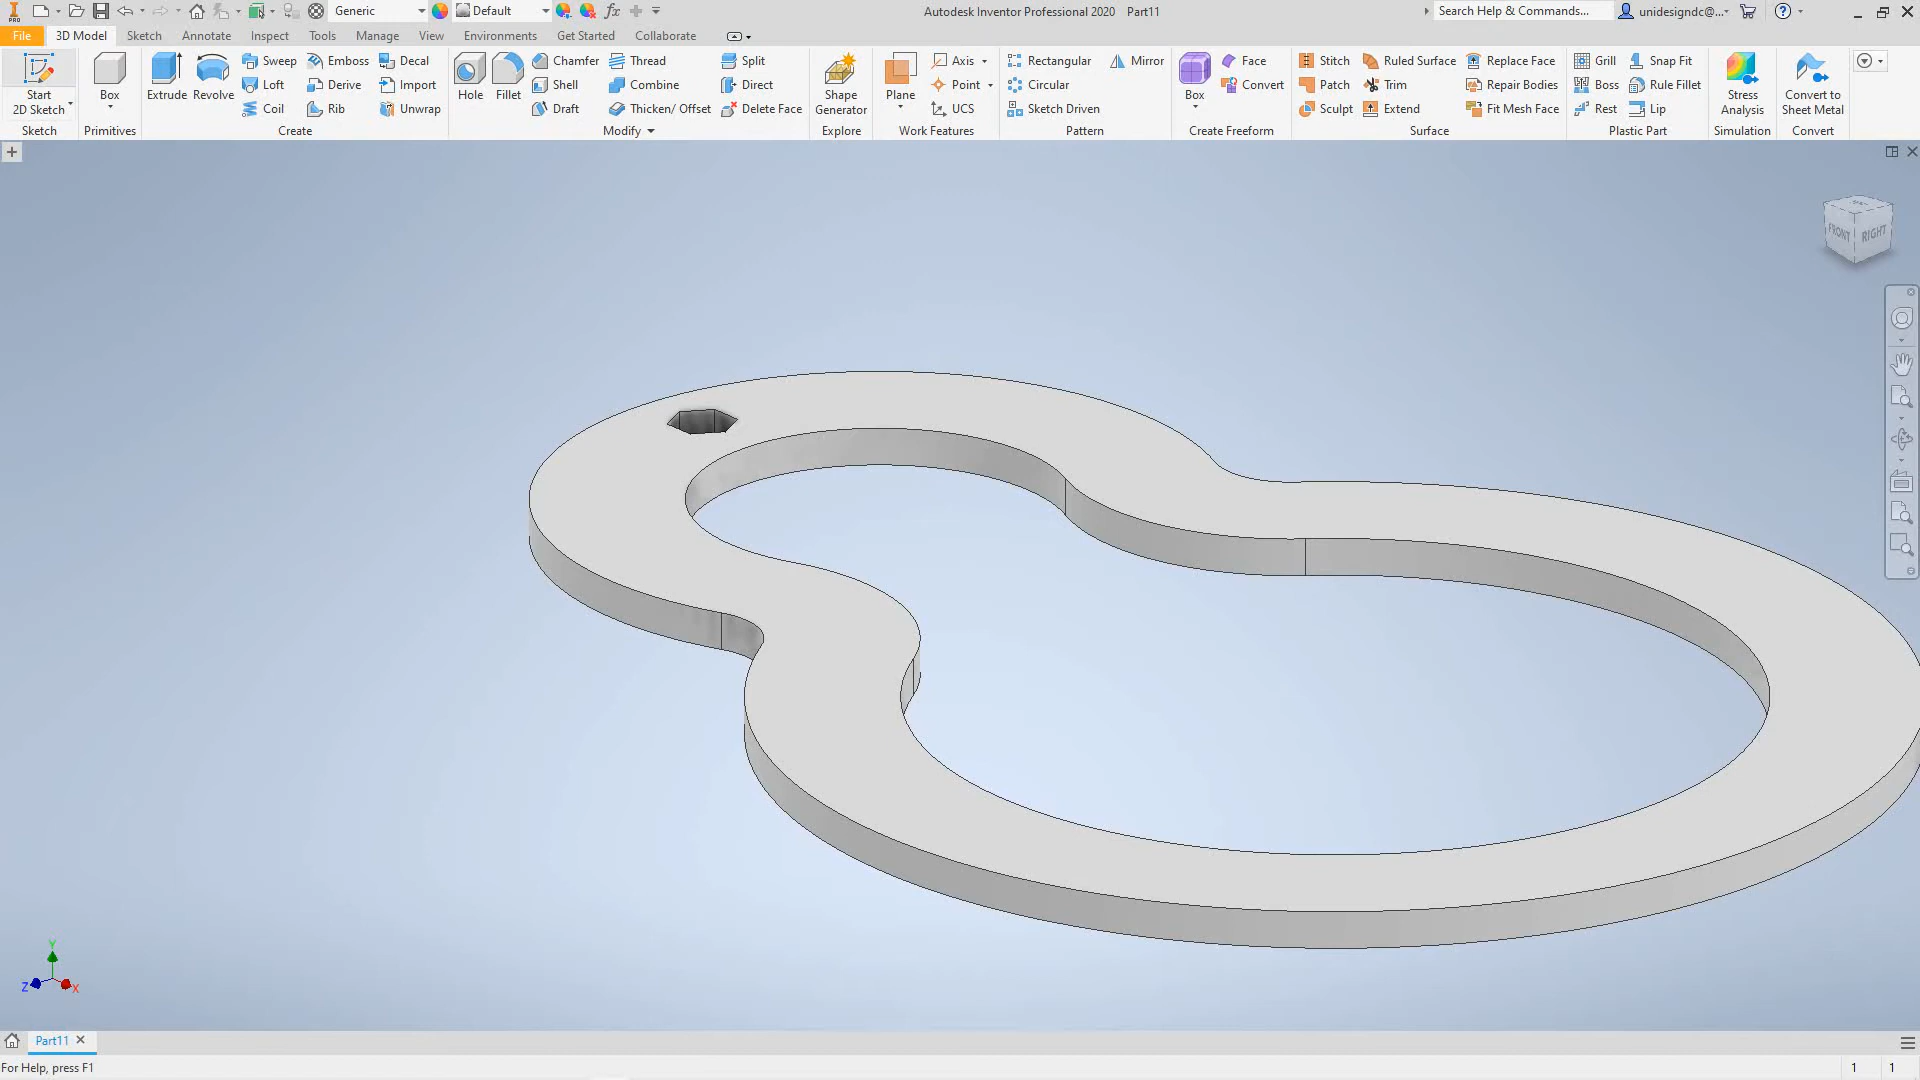 PRO Generic Default fx Autodesk Inventor Professional 2020 Part11 Search Help & Commands... unidesigndc@...
File 3D Model Sketch Annotate Inspect Tools Manage View Environments Get Started Collaborate
Start 2D Sketch Box Extrude Revolve Sweep Emboss Decal Hole Fillet Chamfer Thread Split Shape Generator Plane Axis Rectangular Mirror Box Face Stitch Ruled Surface Replace Face Grill Snap Fit Stress Analysis Convert to Sheet Metal
Loft Derive Import Shell Combine Direct Point Circular Convert Patch Trim Repair Bodies Boss Rule Fillet
Coil Rib Unwrap Draft Thicken/ Offset Delete Face UCS Sketch Driven Sculpt Extend Fit Mesh Face Rest Lip
Sketch Primitives Create Modify Explore Work Features Pattern Create Freeform Surface Plastic Part Simulation Convert
FRONT RIGHT
Y
Z X
Part11
For Help, press F1 1 1